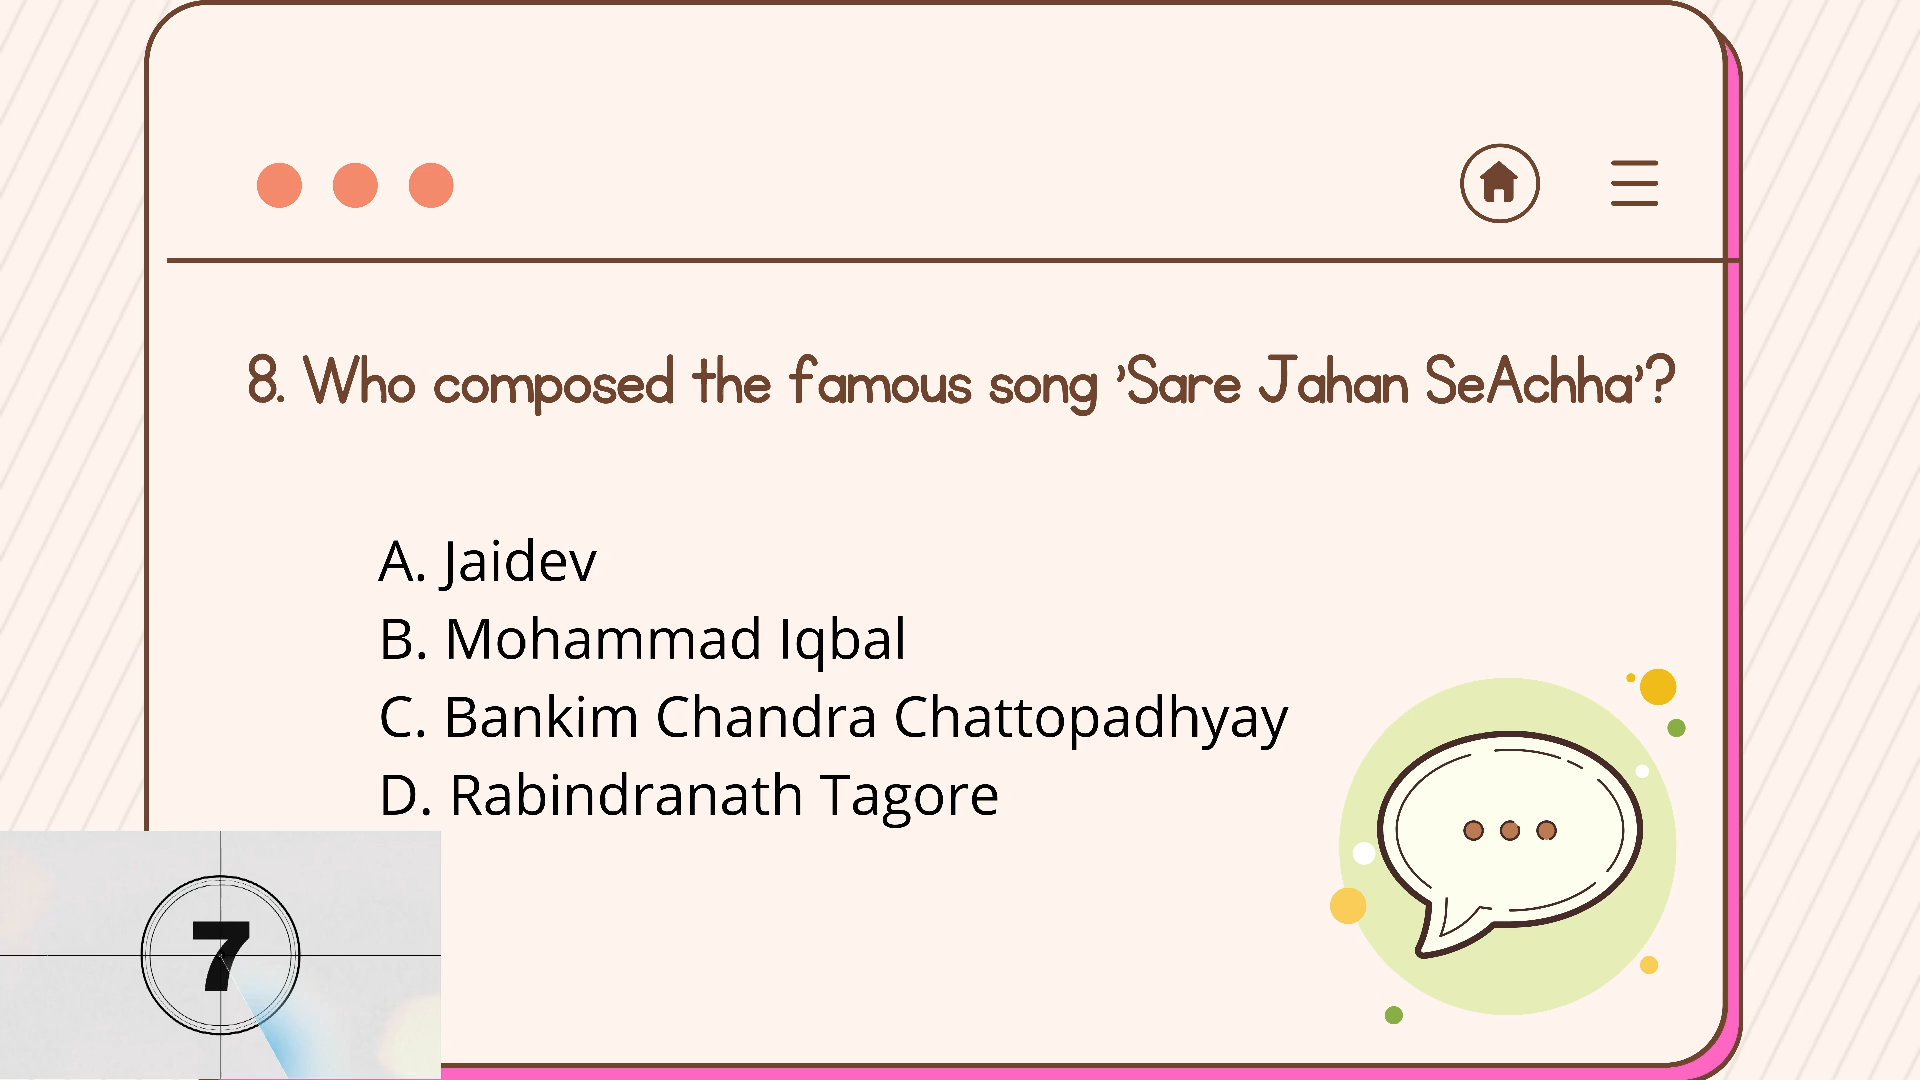 8. Who composed the famous song 'Sare Jahan SeAchha'?
A. Jaidev
B. Mohammad Iqbal
C. Bankim Chandra Chattopadhyay
D. Rabindranath Tagore
7